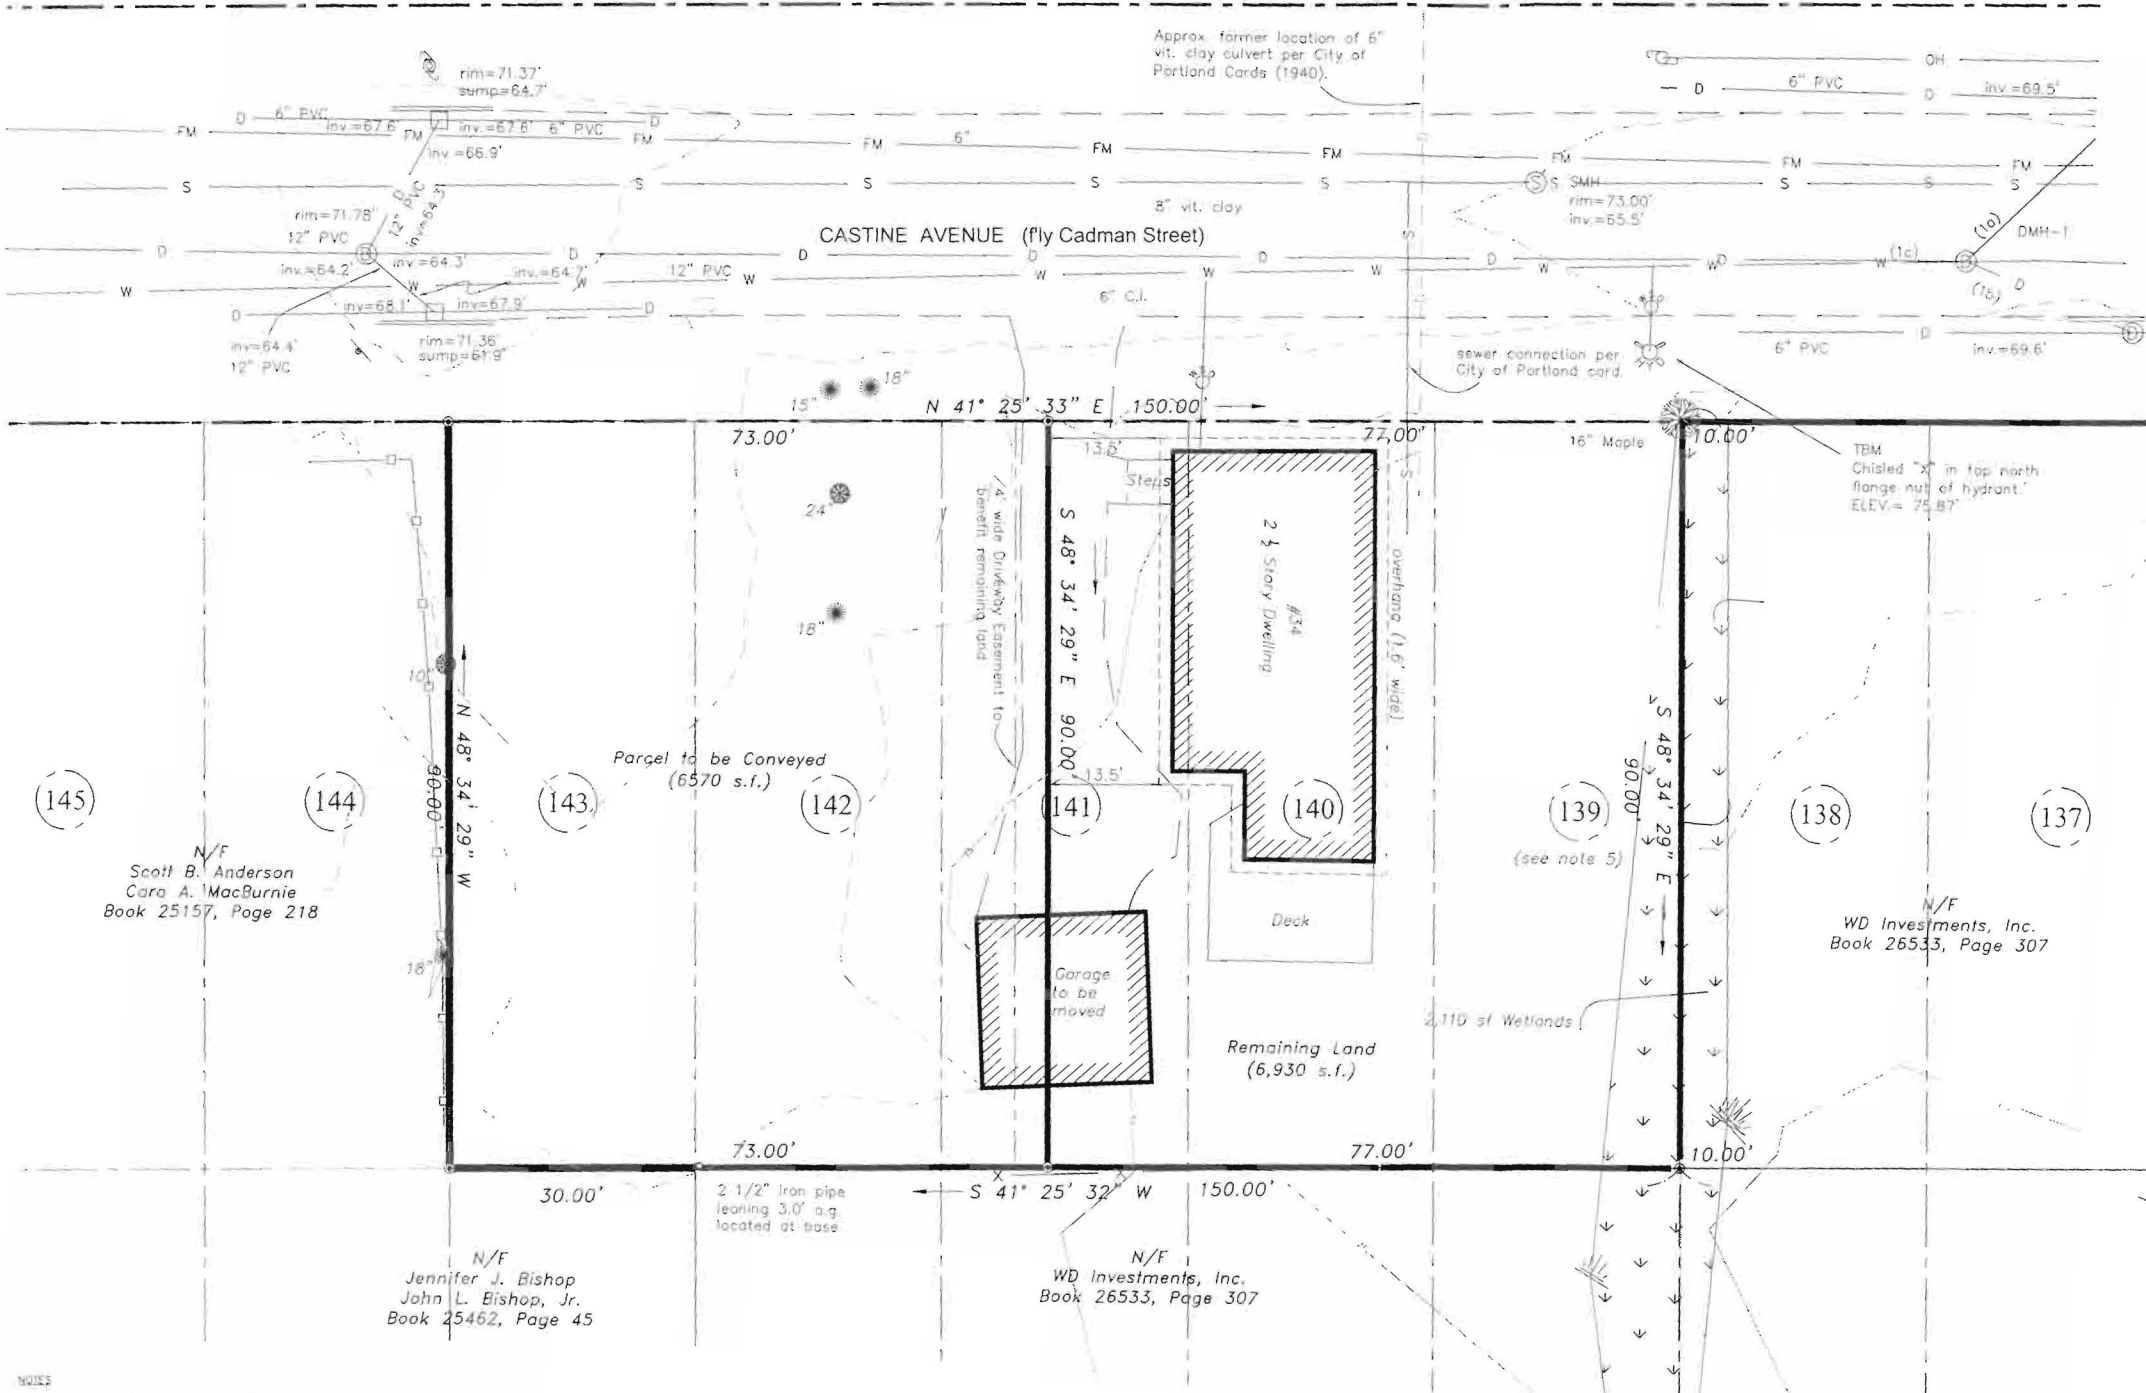 Approx. former location of 6"
vit. clay culvert per City of
Portland Cards (1940).
rim=71.37'
sump=64.7'
OH
D
6" PVC
D
inv.=69.5'
D
6" PVC
inv.=67.6'
inv.=67.6'
6" PVC
D
inv.=66.9'
FM
FM
FM
FM
6"
FM
FM
FM
FM
FM
S
S
S
S
S
S
S
S
S
D
12" PVC
inv=64.3'
8" vit. clay
SMH
rim=73.00'
inv.=65.5'
rim=71.78'
12" PVC
CASTINE AVENUE (f'ly Cadman Street)
(1a)
DMH-1
D
D
D
D
D
D
D
D
D
D
inv.=64.2'
inv.=64.3'
inv.=64.7'
12" PVC
W
W
W
W
W
W
W
W
W
W
(1c)
(1b)
D
6" C.I.
D
inv=68.1'
inv=67.9'
D
inv=64.4'
12" PVC
rim=71.36'
sump=61.9'
S
sewer connection per
City of Portland card.
6" PVC
D
inv.=69.6'
D
15"
18"
N 41° 25' 33" E 150.00'
73.00'
77.00'
16" Maple
10.00'
TBM
Chisled "X" in top north
flange nut of hydrant.
ELEV.= 75.87'
13.5'
Steps
S
24"
18"
14' wide Driveway Easement to
benefit remaining land
S 48° 34' 29" E 90.00'
#34
2 ½ Story Dwelling
overhang (1.6' wide)
10"
N 48° 34' 29" W
90.00'
S 48° 34' 29" E
90.00'
Parcel to be Conveyed
(6570 s.f.)
13.5'
145
144
143
142
141
140
139
138
137
(see note 5)
N/F
Scott B. Anderson
Cara A. MacBurnie
Book 25157, Page 218
18"
Garage
to be
moved
Deck
N/F
WD Investments, Inc.
Book 26533, Page 307
2,110 sf Wetlands
Remaining Land
(6,930 s.f.)
73.00'
77.00'
10.00'
30.00'
2 1/2" iron pipe
leaning 3.0' a.g.
located at base
X
X
S 41° 25' 32" W 150.00'
N/F
Jennifer J. Bishop
John L. Bishop, Jr.
Book 25462, Page 45
N/F
WD Investments, Inc.
Book 26533, Page 307
NOTES